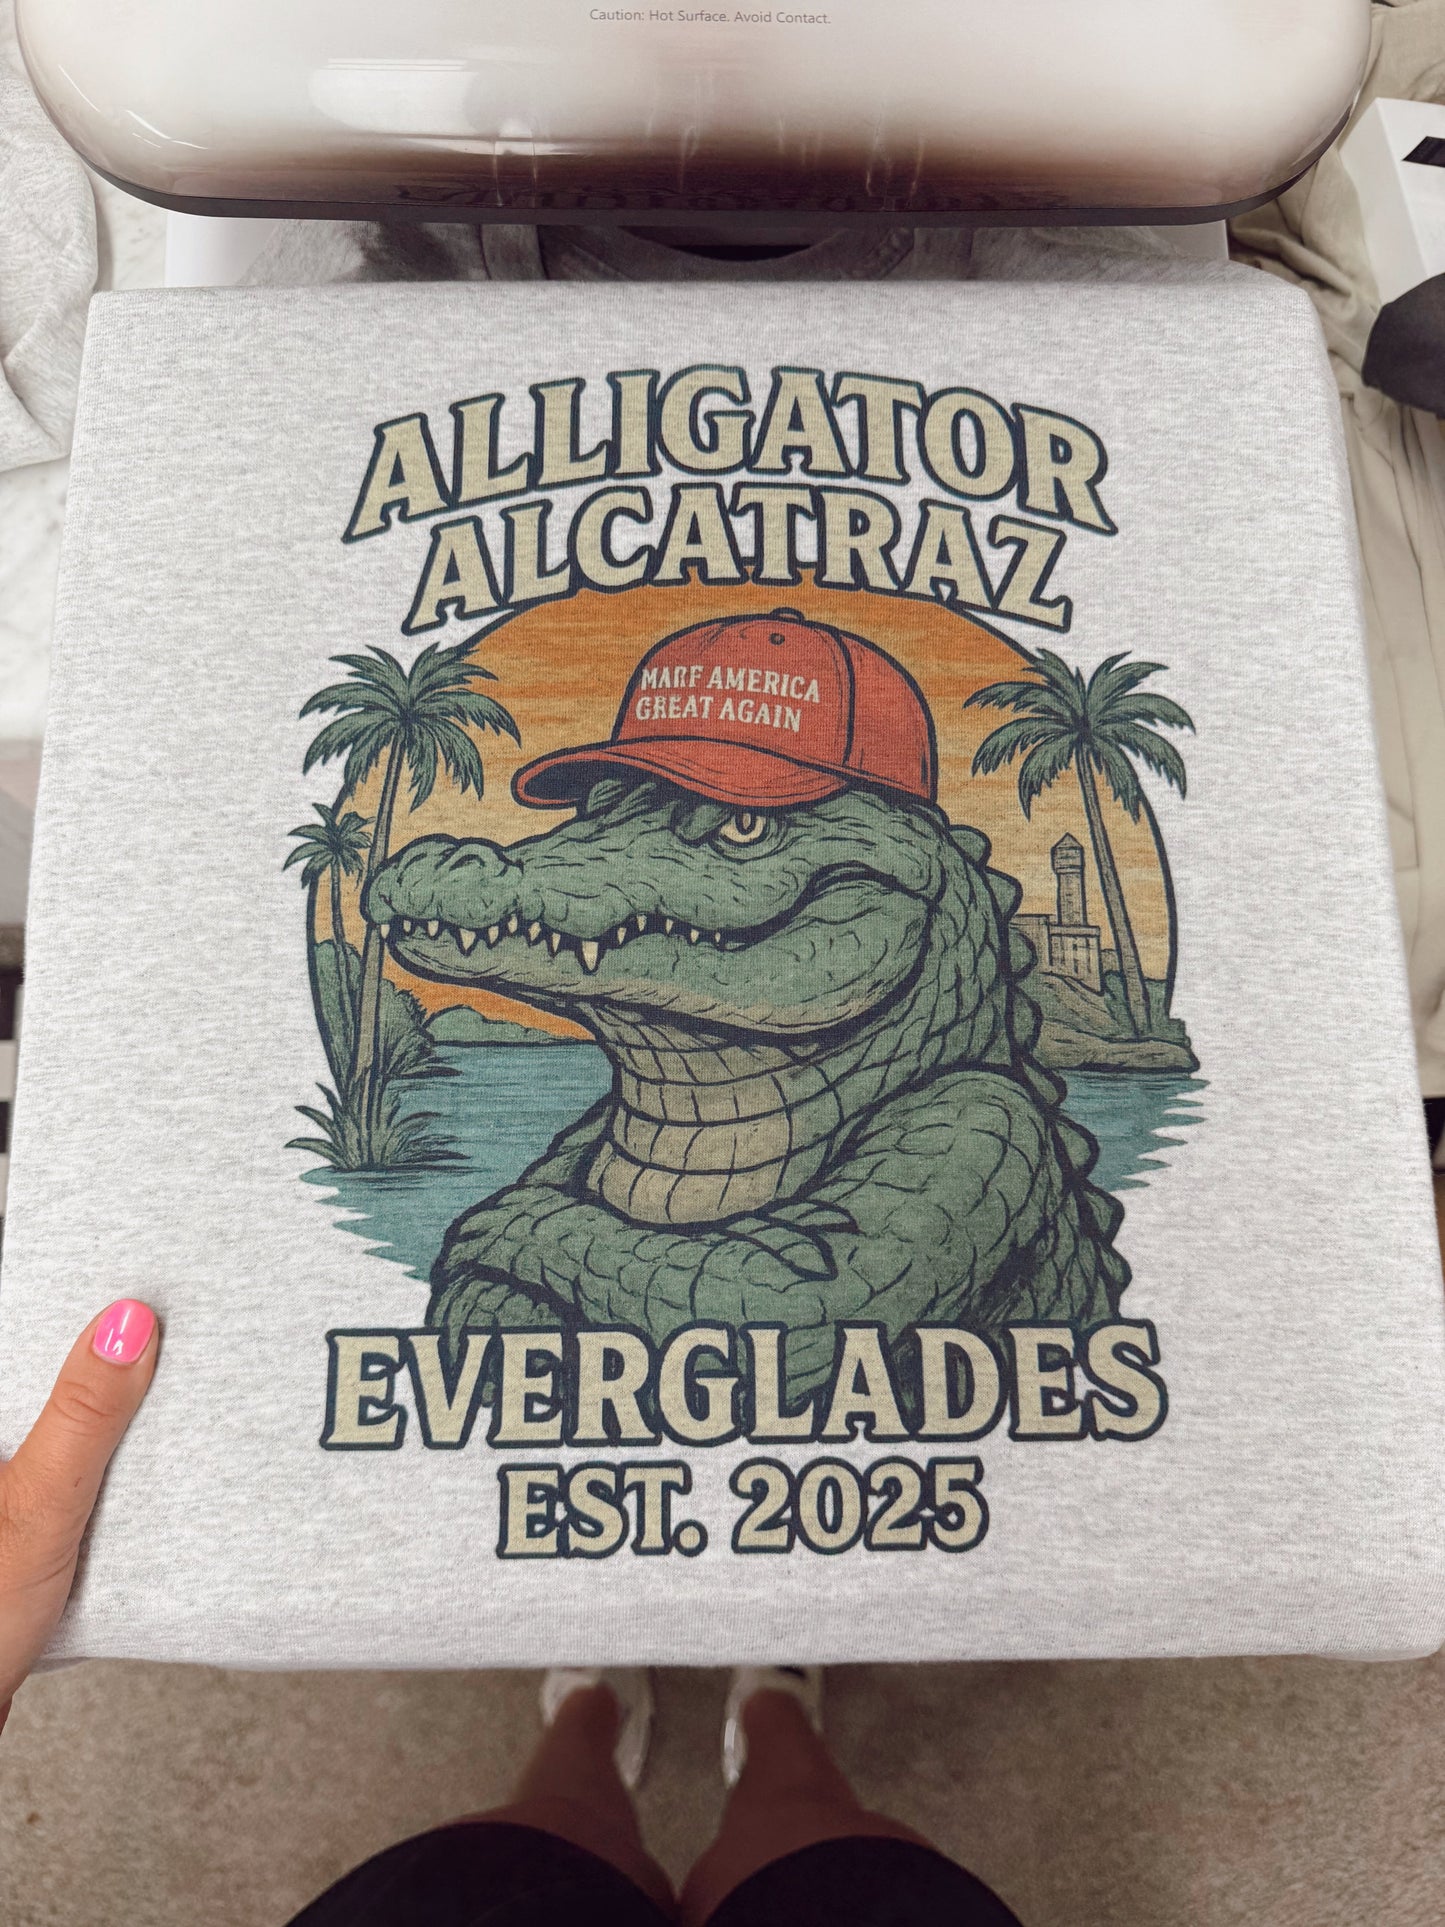 Caution: Hot Surface. Avoid Contact.
ALLIGATOR
ALCATRAZ
MARF AMERICA
GREAT AGAIN
EVERGLADES
EST. 2025